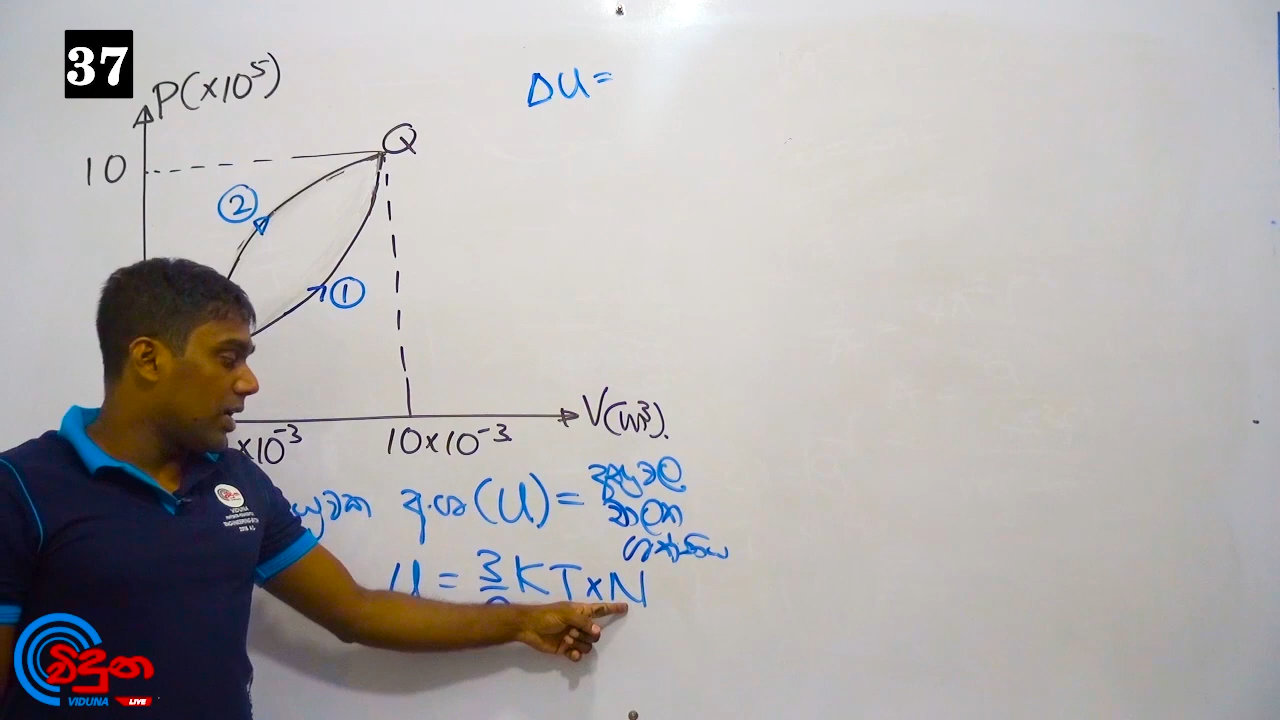 37
P(×10⁵)
ΔU=
10
Q
②
①
V(m³).
×10⁻³
10×10⁻³
(U) =
අණුවල
චාලක
ශක්තිය
U = 3/2 KT×N
VIDUNA
විදුන
VIDUNA LIVE